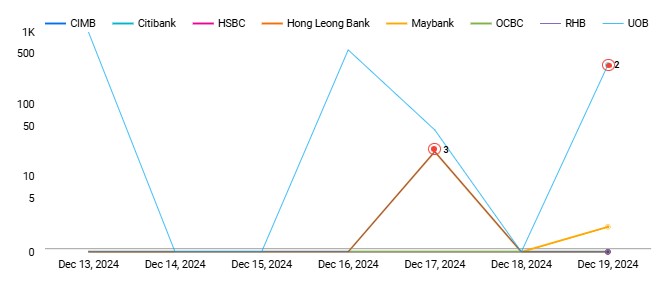 CIMB Citibank HSBC Hong Leong Bank Maybank OCBC RHB UOB
1K
500
2
100
50
3
10
5
0
Dec 13, 2024 Dec 14, 2024 Dec 15, 2024 Dec 16, 2024 Dec 17, 2024 Dec 18, 2024 Dec 19, 2024